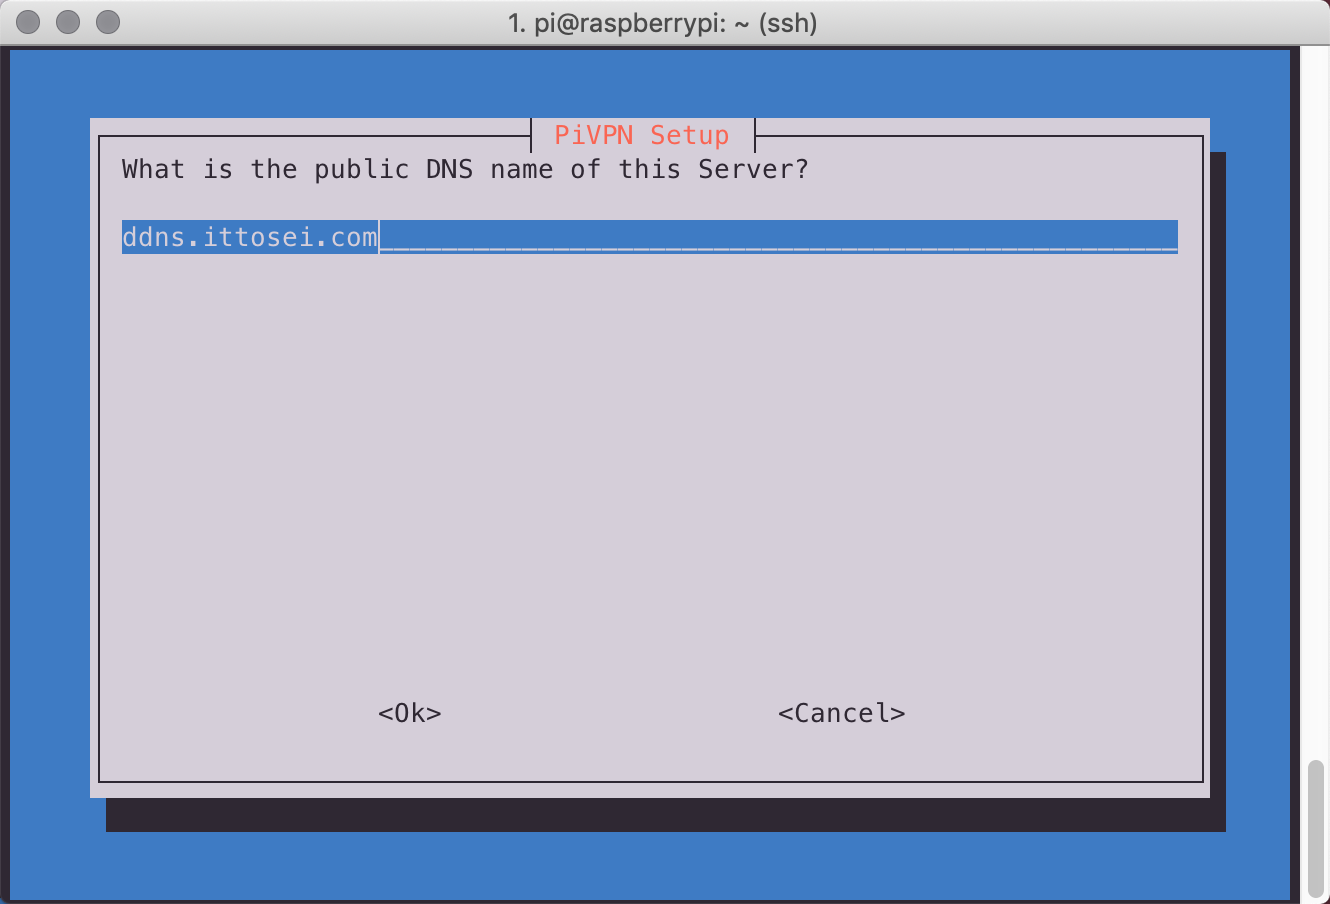 1. pi@raspberrypi: ~ (ssh)
PiVPN Setup
What is the public DNS name of this Server?
ddns.ittosei.com
<Ok> <Cancel>